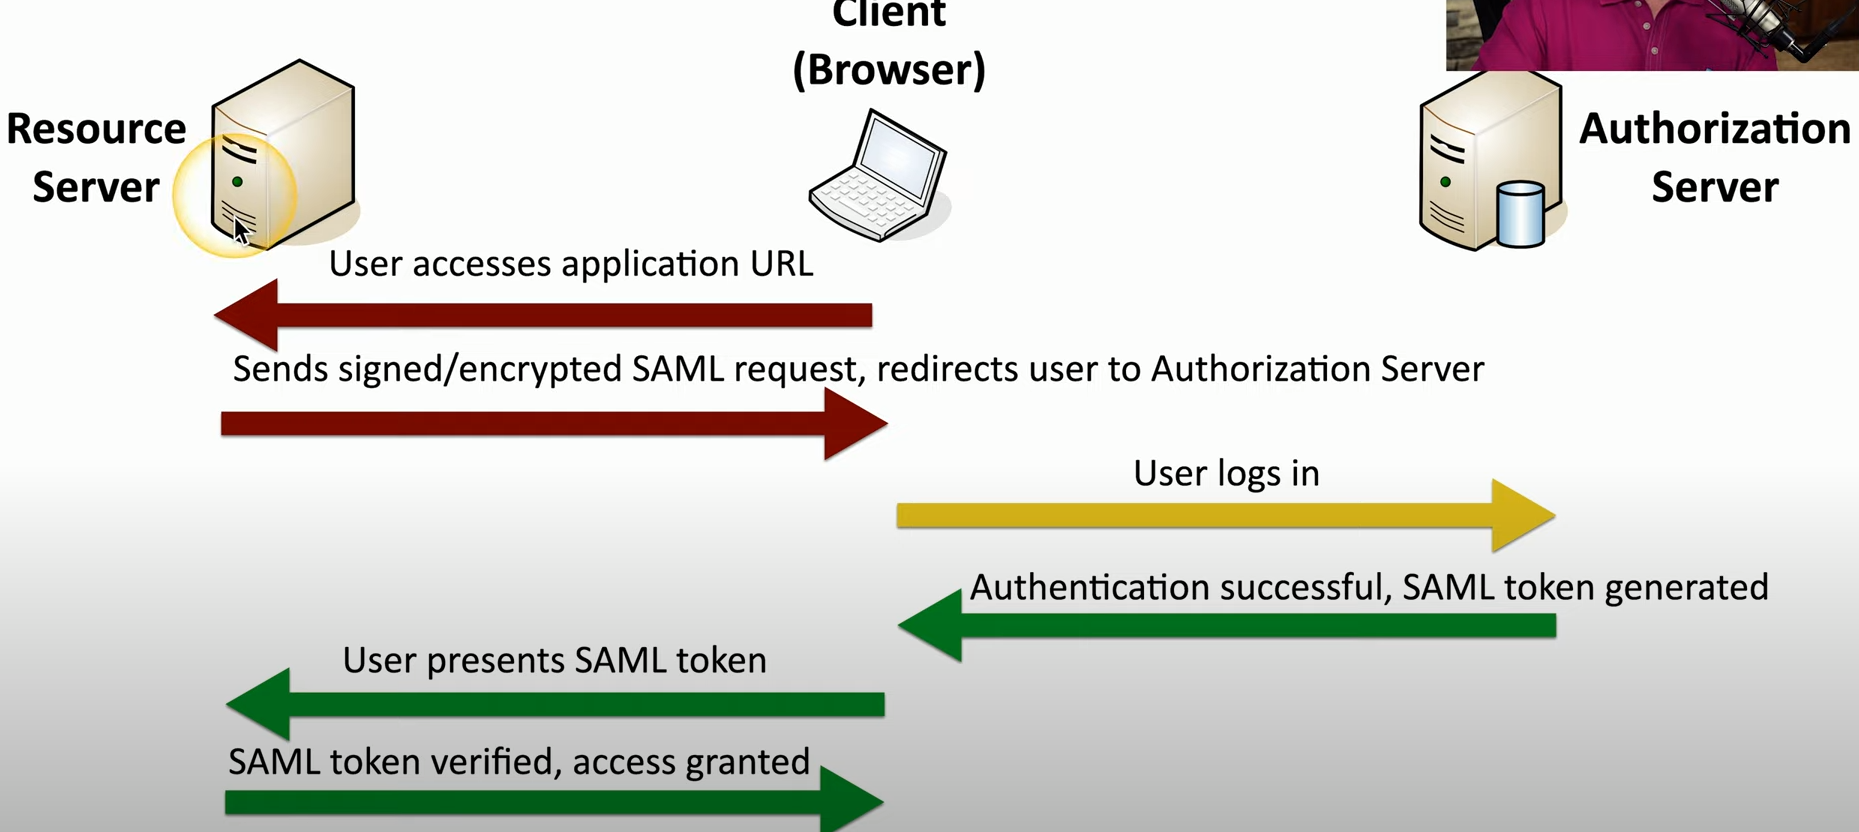 Client
(Browser)
Resource
Server
Authorization
Server
User accesses application URL
Sends signed/encrypted SAML request, redirects user to Authorization Server
User logs in
Authentication successful, SAML token generated
User presents SAML token
SAML token verified, access granted